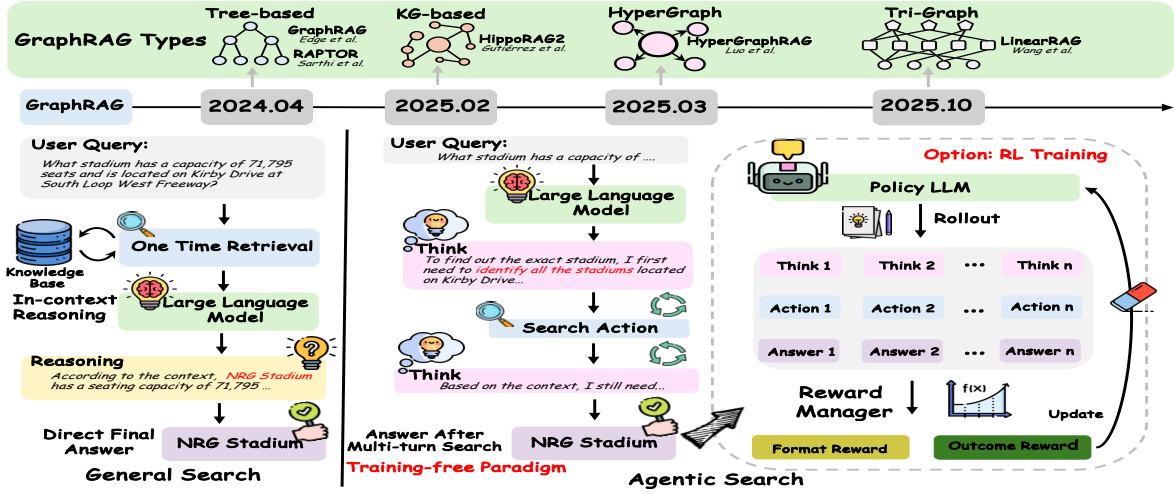 GraphRAG Types
Tree-based
GraphRAG
Edge et al.
RAPTOR
Sarthi et al.
KG-based
HippoRAG2
Gutiérrez et al.
HyperGraph
HyperGraphRAG
Luo et al.
Tri-Graph
LinearRAG
Wang et al.
GraphRAG
2024.04
2025.02
2025.03
2025.10
User Query:
What stadium has a capacity of 71,795
seats and is located on Kirby Drive at
South Loop West Freeway?
One Time Retrieval
Knowledge
Base
In-context
Reasoning
Large Language
Model
Reasoning
According to the context, NRG Stadium
has a seating capacity of 71,795 ...
Direct Final
Answer
NRG Stadium
General Search
User Query:
What stadium has a capacity of ....
Large Language
Model
Think
To find out the exact stadium, I first
need to identify all the stadiums located
on Kirby Drive...
Search Action
Think
Based on the context, I still need...
Answer After
Multi-turn Search
NRG Stadium
Training-free Paradigm
Agentic Search
Option: RL Training
Policy LLM
Rollout
Think 1
Think 2
...
Think n
Action 1
Action 2
...
Action n
Answer 1
Answer 2
...
Answer n
Reward
Manager
f(X)
Update
Format Reward
Outcome Reward